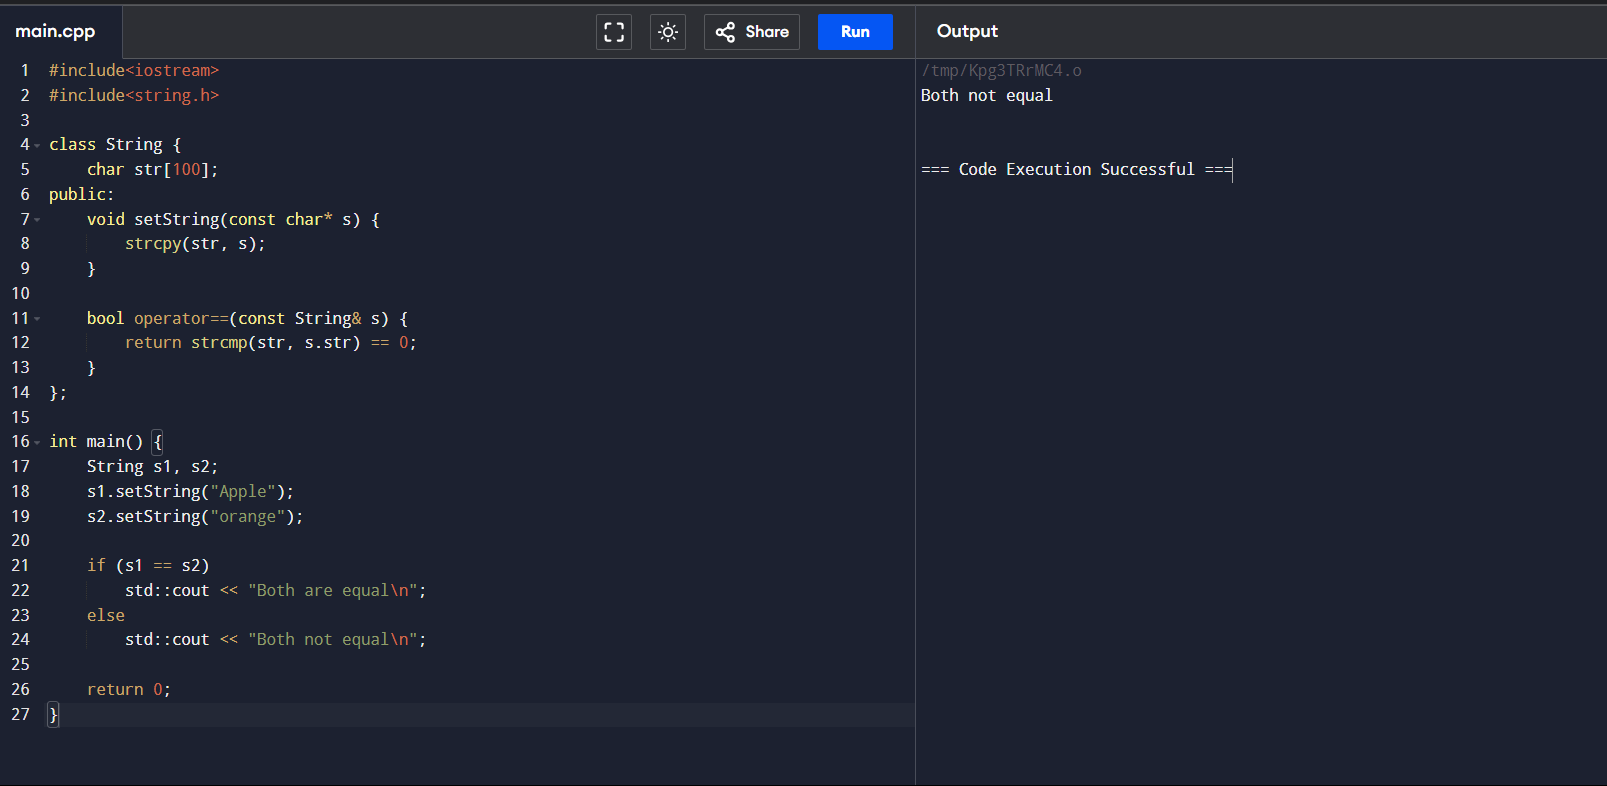 main.cpp
Share
Run
Output
1 #include<iostream>
2 #include<string.h>
3
4 class String {
5     char str[100];
6 public:
7     void setString(const char* s) {
8         strcpy(str, s);
9     }
10
11     bool operator==(const String& s) {
12         return strcmp(str, s.str) == 0;
13     }
14 };
15
16 int main() {
17     String s1, s2;
18     s1.setString("Apple");
19     s2.setString("orange");
20
21     if (s1 == s2)
22         std::cout << "Both are equal\n";
23     else
24         std::cout << "Both not equal\n";
25
26     return 0;
27 }
/tmp/Kpg3TRrMC4.o
Both not equal
=== Code Execution Successful ===